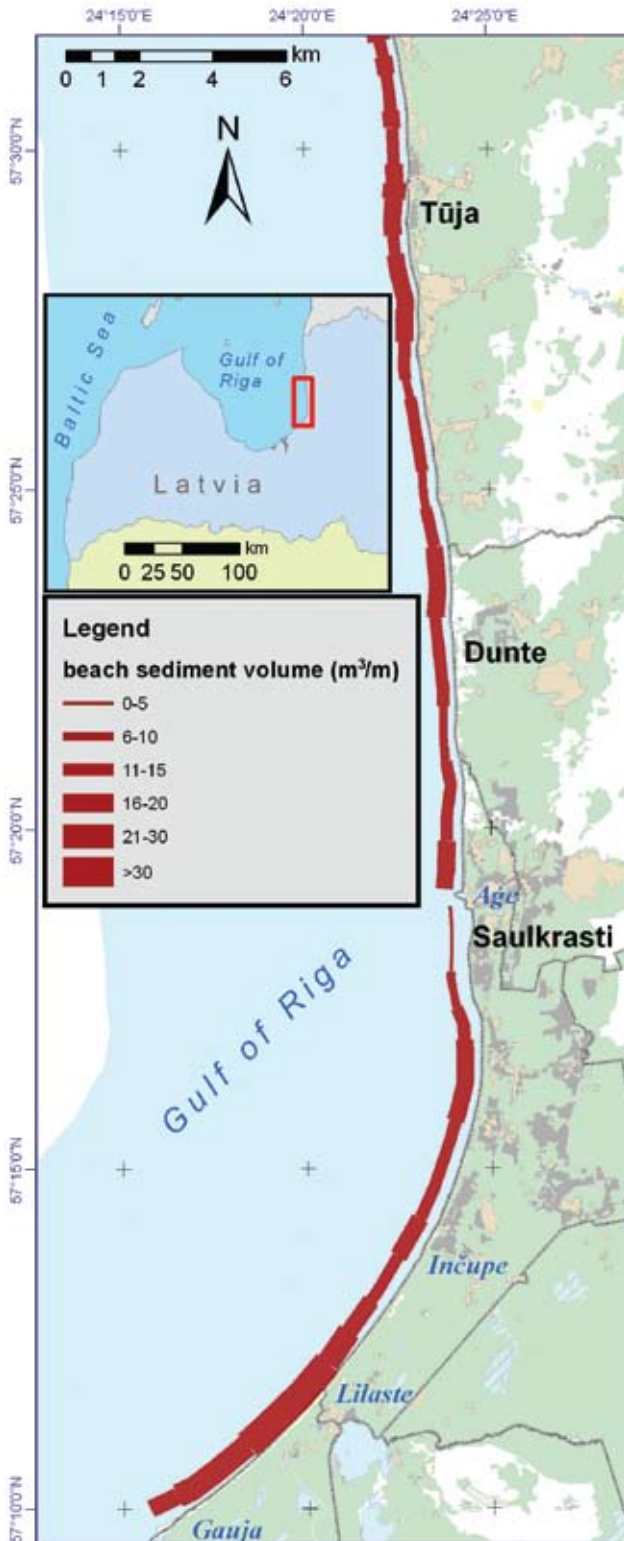 24°15'0"E 24°20'0"E 24°25'0"E
km
0 1 2 4 6
N
57°30'0"N
Tūja
Baltic Sea
Gulf of
Riga
Latvia
km
0 25 50 100
57°25'0"N
Legend
beach sediment volume (m³/m)
0-5
6-10
11-15
16-20
21-30
>30
Dunte
57°20'0"N
Aģe
Saulkrasti
Gulf of Riga
57°15'0"N
Inčupe
Lilaste
57°10'0"N
Gauja